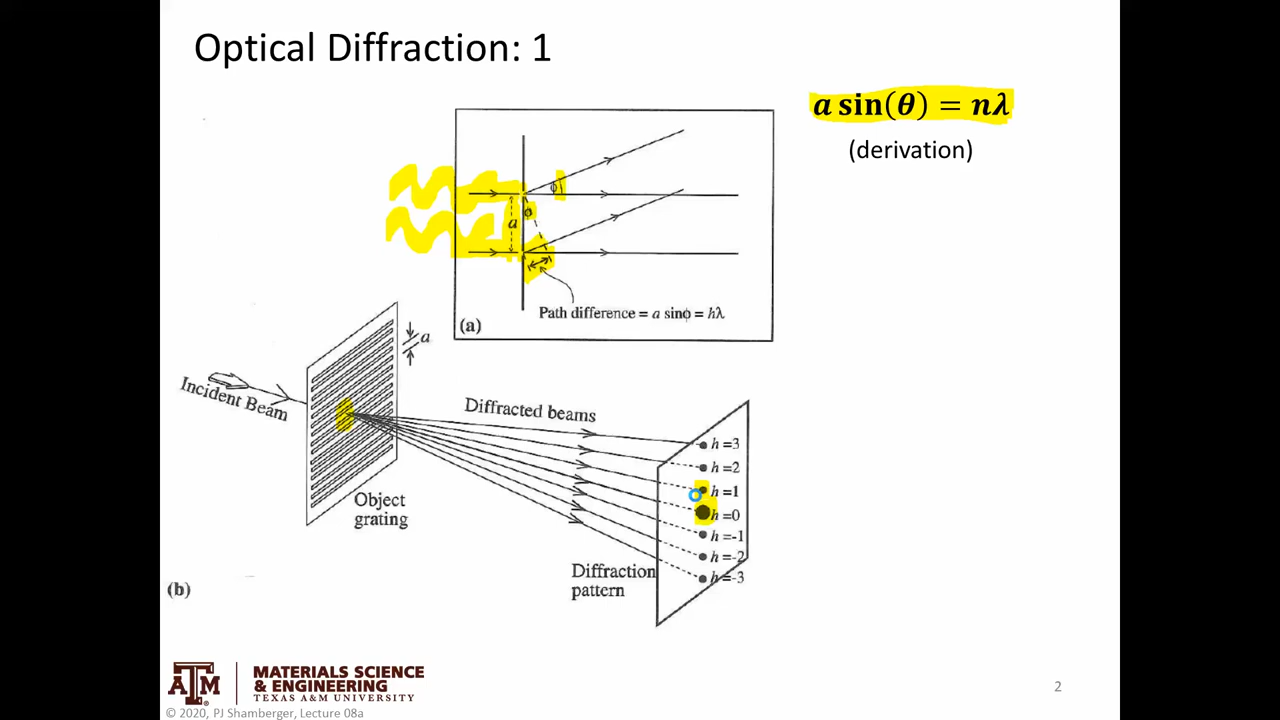 Optical Diffraction: 1
a sin(θ) = nλ
(derivation)
ϕ
ϕ
a
Path difference = a sinϕ = hλ
(a)
a
Incident Beam
Diffracted beams
h =3
h =2
h =1
h =0
h =-1
h =-2
h =-3
Object
grating
Diffraction
pattern
(b)
ATM
MATERIALS SCIENCE
& ENGINEERING
TEXAS A&M UNIVERSITY
© 2020, PJ Shamberger, Lecture 08a
2